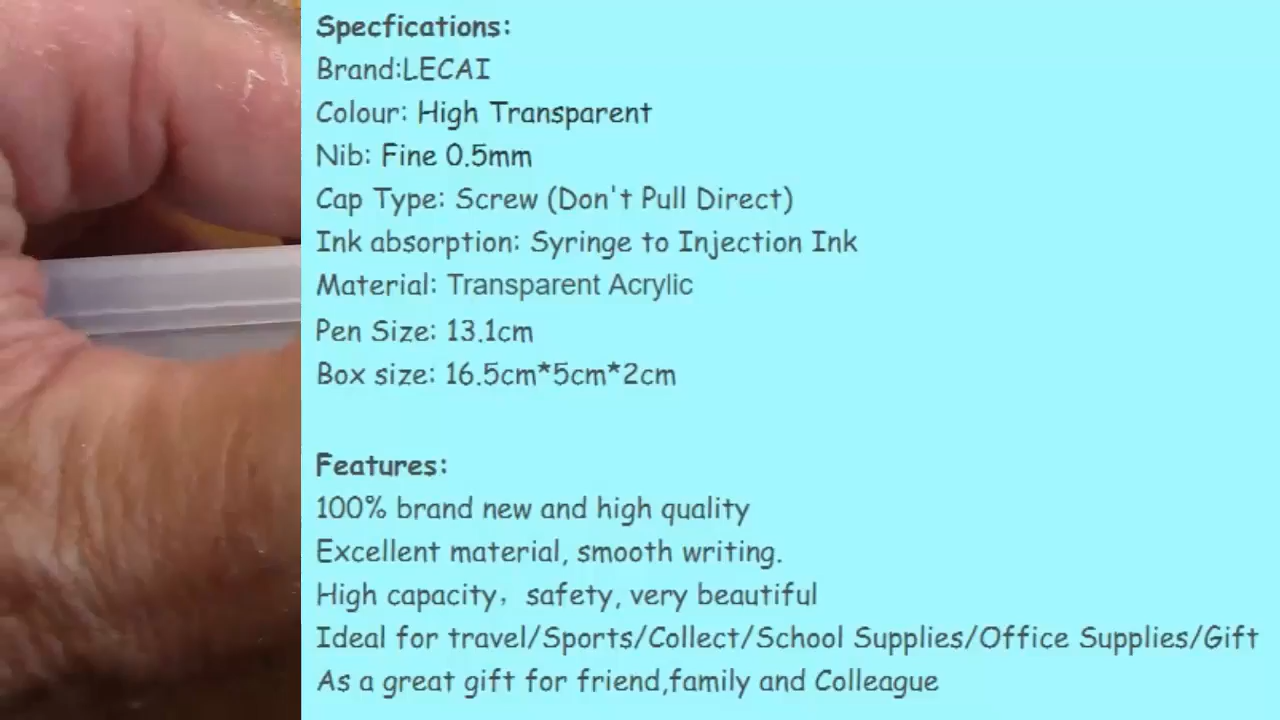 Specfications:
Brand:LECAI
Colour: High Transparent
Nib: Fine 0.5mm
Cap Type: Screw (Don't Pull Direct)
Ink absorption: Syringe to Injection Ink
Material: Transparent Acrylic
Pen Size: 13.1cm
Box size: 16.5cm*5cm*2cm
Features:
100% brand new and high quality
Excellent material, smooth writing.
High capacity，safety, very beautiful
Ideal for travel/Sports/Collect/School Supplies/Office Supplies/Gift
As a great gift for friend,family and Colleague